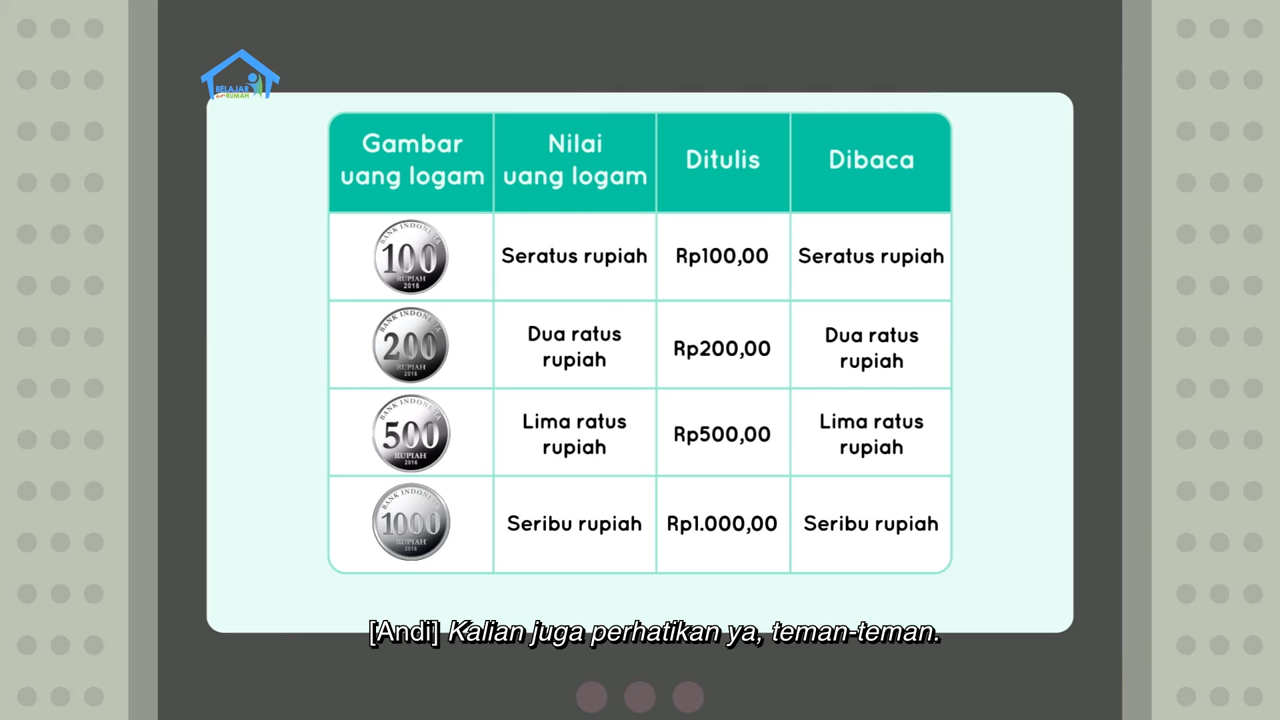 BELAJAR
dari RUMAH
Gambar
uang logam
Nilai
uang logam
Ditulis
Dibaca
BANK INDONESIA
100
RUPIAH
2016
Seratus rupiah
Rp100,00
Seratus rupiah
BANK INDONESIA
200
RUPIAH
2016
Dua ratus
rupiah
Rp200,00
Dua ratus
rupiah
BANK INDONESIA
500
RUPIAH
2016
Lima ratus
rupiah
Rp500,00
Lima ratus
rupiah
BANK INDONESIA
1000
RUPIAH
2016
Seribu rupiah
Rp1.000,00
Seribu rupiah
[Andi] Kalian juga perhatikan ya, teman-teman.